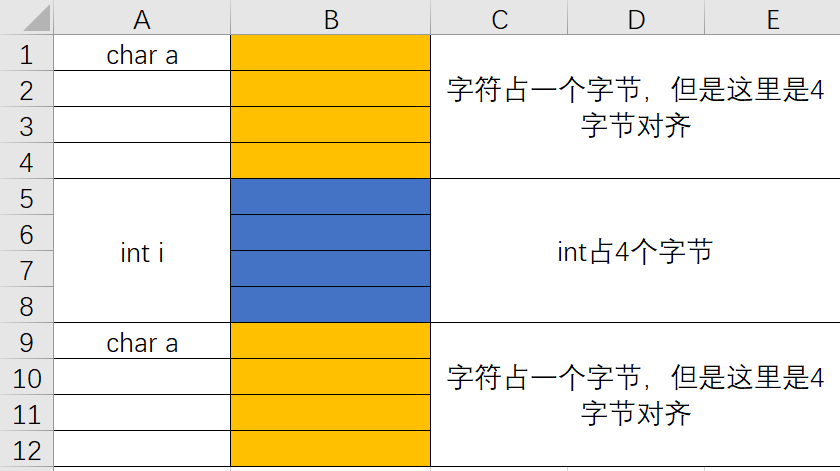 A B C D E
1 char a
2
3
4
字符占一个字节，但是这里是4
字节对齐
5
6
7
8
int i
int占4个字节
9 char a
10
11
12
字符占一个字节，但是这里是4
字节对齐